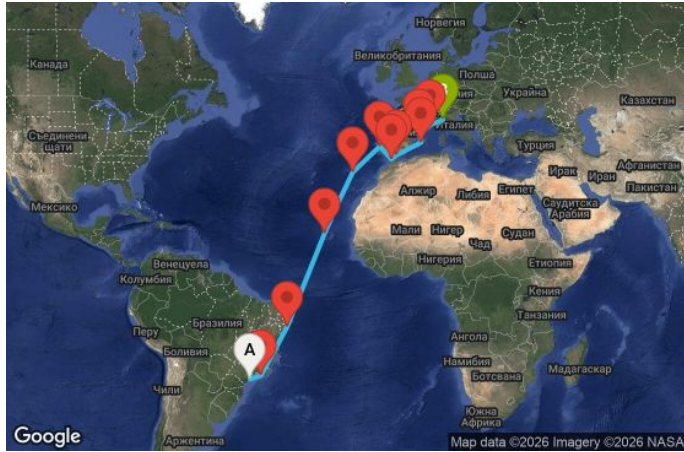 Норвегия
Великобритания
Канада
Полша
Украйна
Казахстан
Италия
Съединени
щати
Турция
Афганистан
Ирак
Иран
Пакистан
Алжир
Либия
Египет
Саудитска
Арабия
Мексико
Мали
Нигер
Чад
Судан
Венецуела
Нигерия
Етиопия
Колумбия
Кения
Бразилия
Танзания
Перу
Ангола
A
Боливия
Намибия
Мадагаскар
Ботсвана
Чили
Южна
Африка
Google
Аржентина
Map data ©2026 Imagery ©2026 NASA